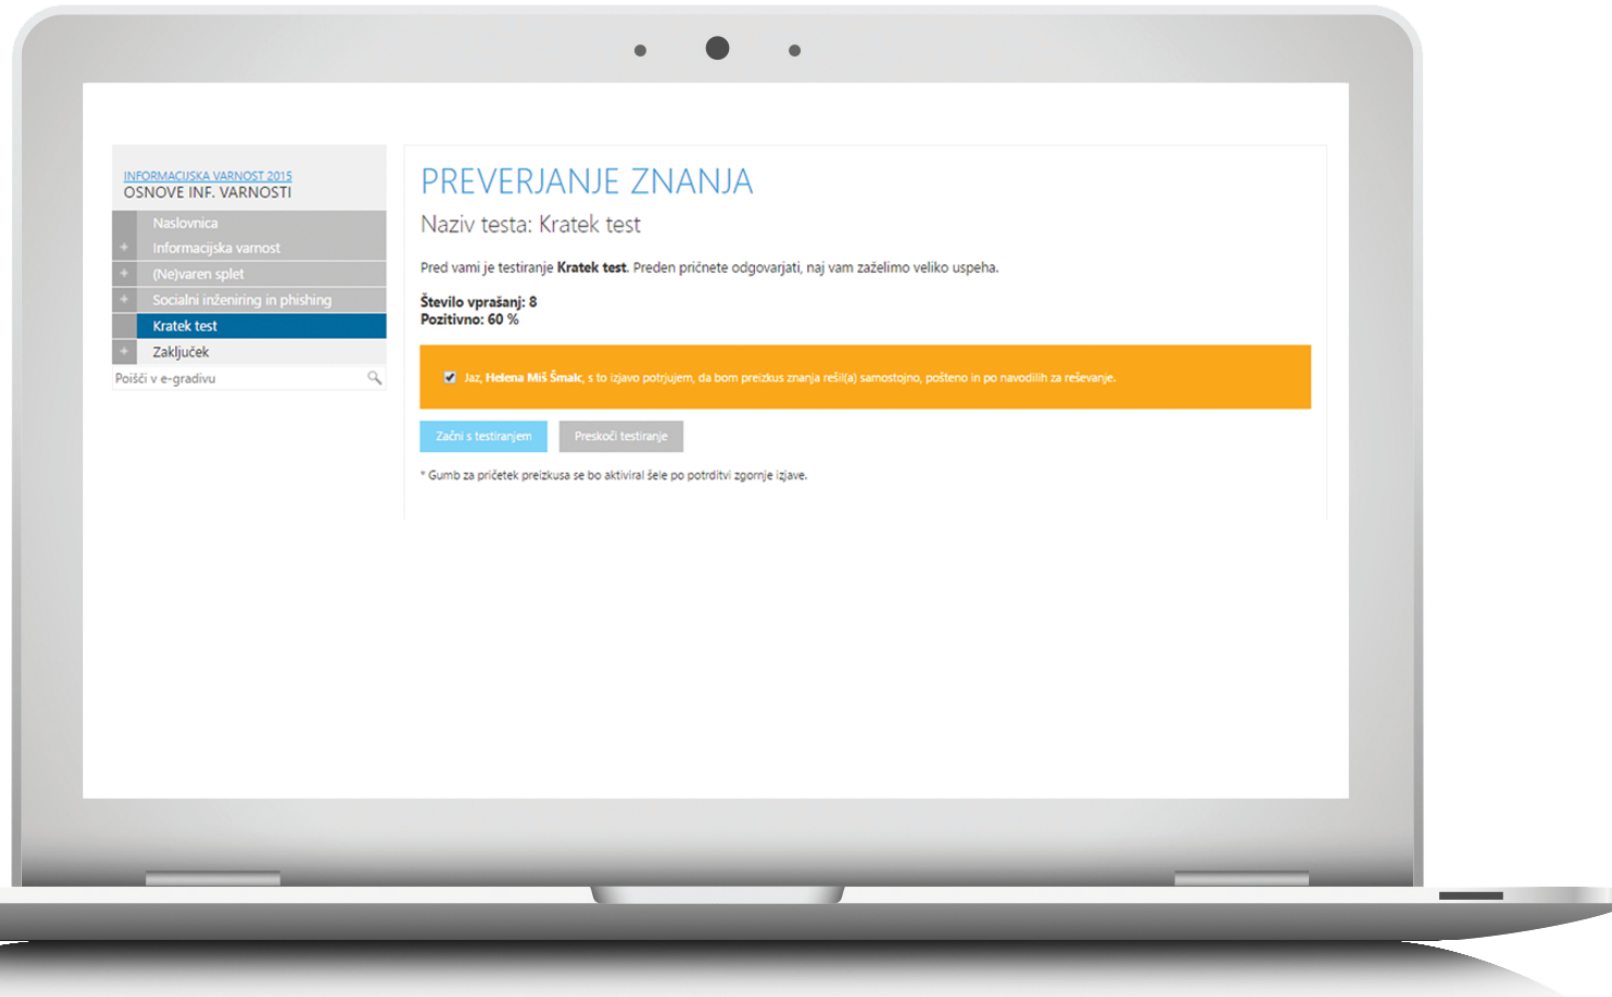 INFORMACIJSKA VARNOST 2015
OSNOVE INF. VARNOSTI
Naslovnica
+ Informacijska varnost
+ (Ne)varen splet
+ Socialni inženiring in phishing
Kratek test
+ Zaključek
Poišči v e-gradivu
PREVERJANJE ZNANJA
Naziv testa: Kratek test
Pred vami je testiranje Kratek test. Preden pričnete odgovarjati, naj vam zaželimo veliko uspeha.
Število vprašanj: 8
Pozitivno: 60 %
Jaz, Helena Miš Šmalc, s to izjavo potrjujem, da bom preizkus znanja rešil(a) samostojno, pošteno in po navodilih za reševanje.
Začni s testiranjem Preskoči testiranje
* Gumb za pričetek preizkusa se bo aktiviral šele po potrditvi zgornje izjave.